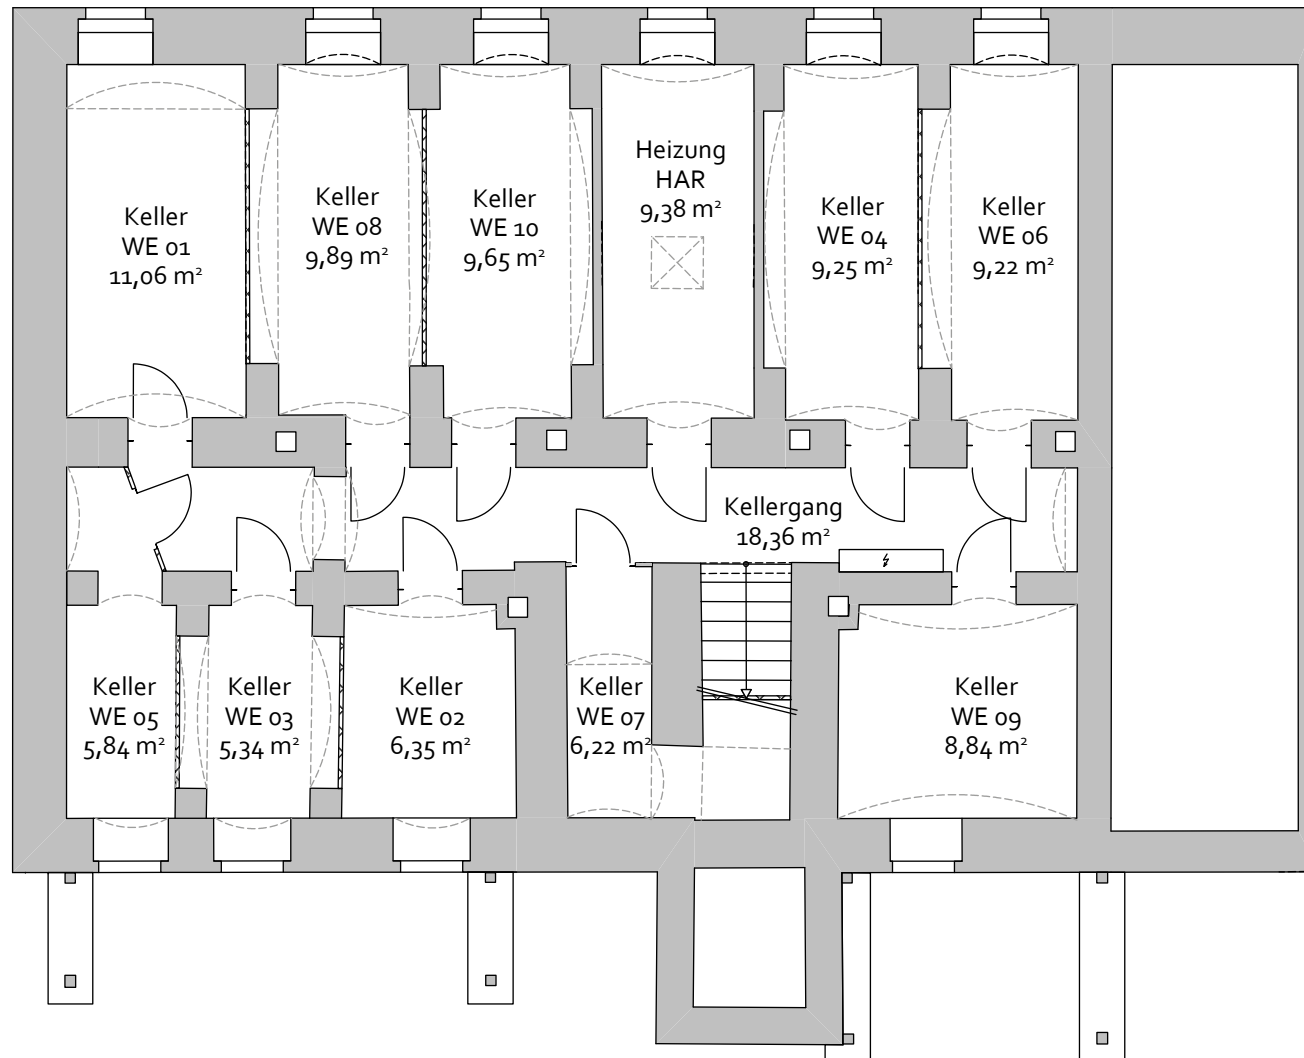 Keller
WE 01
11,06 m²
Keller
WE 08
9,89 m²
Keller
WE 10
9,65 m²
Heizung
HAR
9,38 m²
Keller
WE 04
9,25 m²
Keller
WE 06
9,22 m²
Kellergang
18,36 m²
Keller
WE 05
5,84 m²
Keller
WE 03
5,34 m²
Keller
WE 02
6,35 m²
Keller
WE 07
6,22 m²
Keller
WE 09
8,84 m²